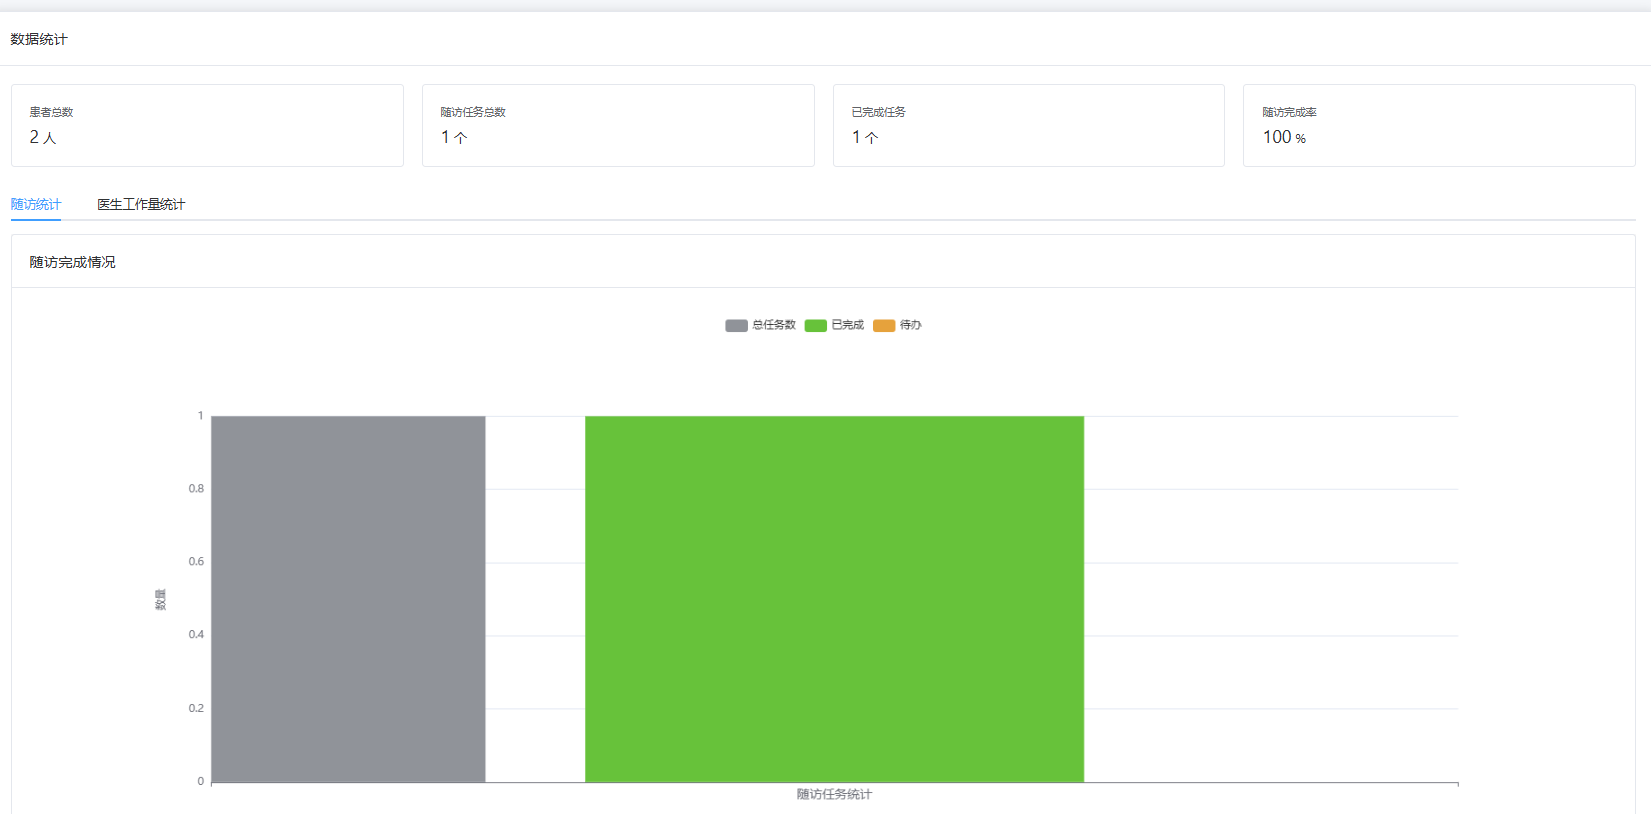 数据统计
患者总数
2 人
随访任务总数
1 个
已完成任务
1 个
随访完成率
100 %
随访统计 医生工作量统计
随访完成情况
总任务数 已完成 待办
1
0.8
0.6
数量
0.4
0.2
0
随访任务统计